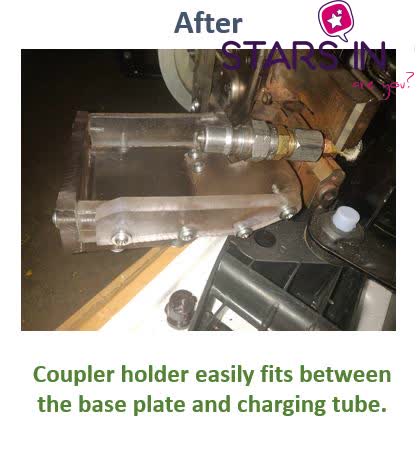 After
STARS IN
are you?
Coupler holder easily fits between
the base plate and charging tube.